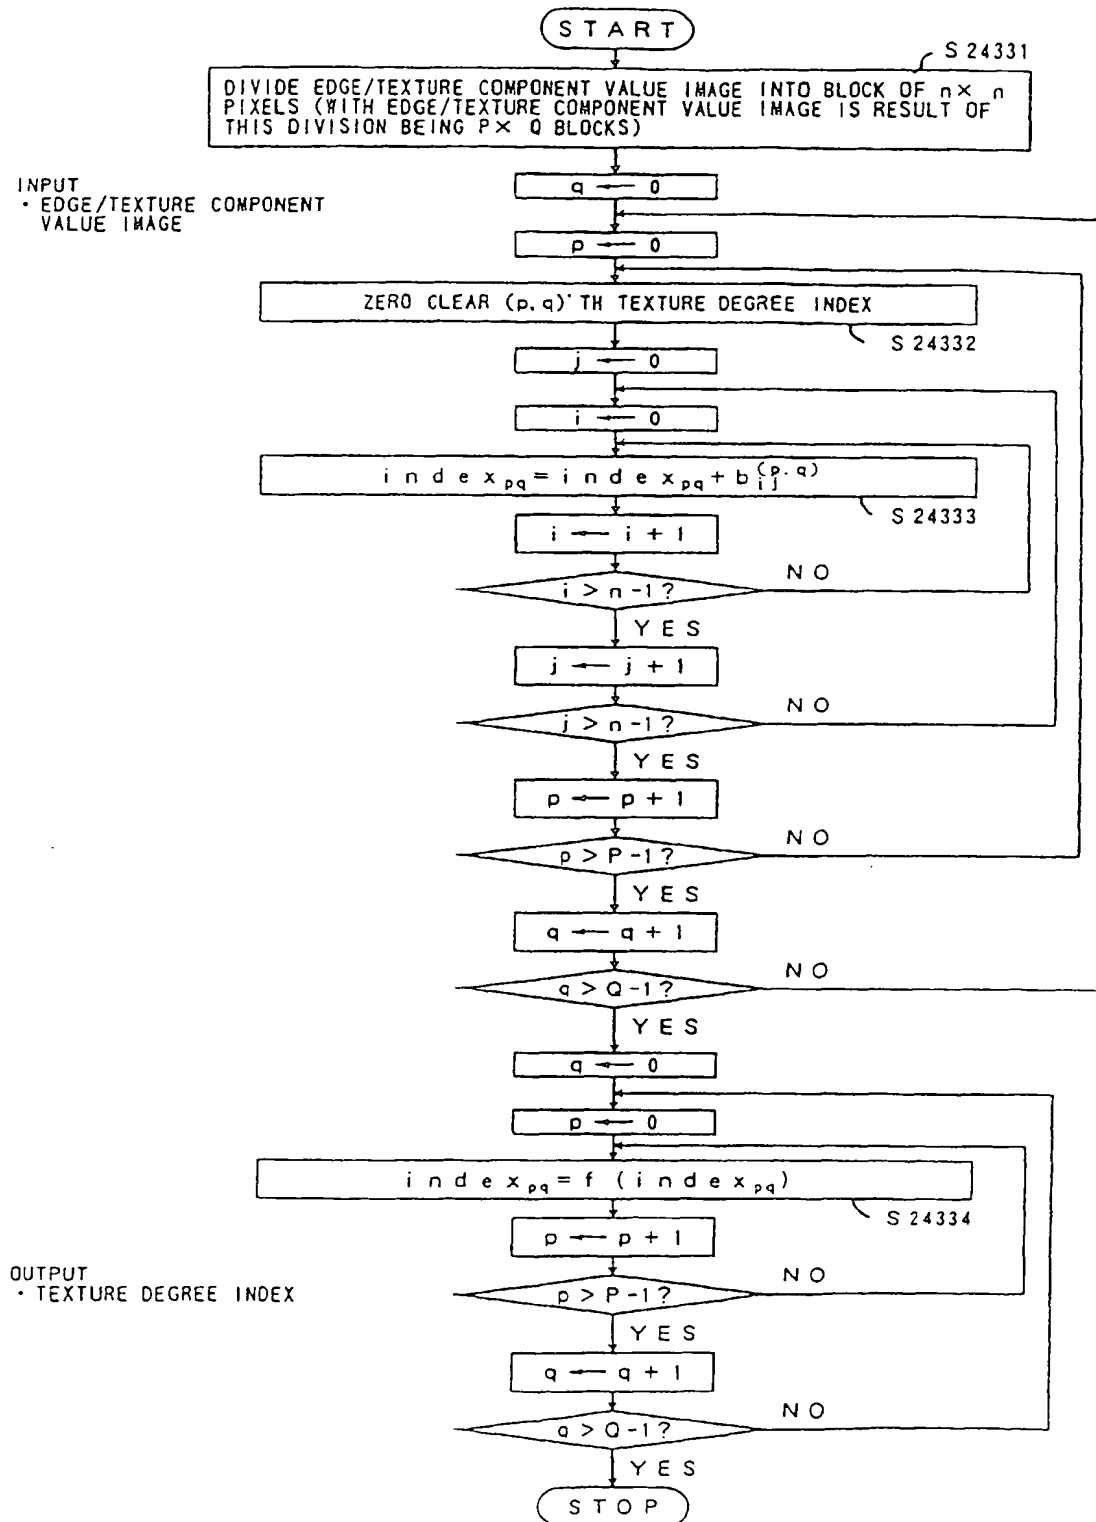 START
S24331
DIVIDE EDGE/TEXTURE COMPONENT VALUE IMAGE INTO BLOCK OF n× n
PIXELS (WITH EDGE/TEXTURE COMPONENT VALUE IMAGE IS RESULT OF
THIS DIVISION BEING P× Q BLOCKS)
INPUT
・EDGE/TEXTURE COMPONENT
VALUE IMAGE
q ← 0
p ← 0
ZERO CLEAR (p,q)'TH TEXTURE DEGREE INDEX
S24332
j ← 0
i ← 0
index_pq = index_pq + b_ij^(p,q)
S24333
i ← i + 1
i > n-1? NO
YES
j ← j + 1
j > n-1? NO
YES
p ← p + 1
p > P-1? NO
YES
q ← q + 1
q > Q-1? NO
YES
q ← 0
p ← 0
index_pq = f (index_pq)
S24334
p ← p + 1
OUTPUT
・TEXTURE DEGREE INDEX
p > P-1? NO
YES
q ← q + 1
q > Q-1? NO
YES
STOP